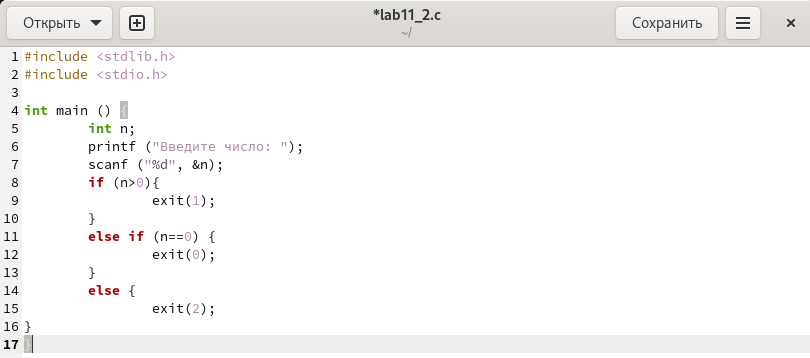 Открыть *lab11_2.c Сохранить
~/
1 #include <stdlib.h>
2 #include <stdio.h>
3
4 int main () {
5         int n;
6         printf ("Введите число: ");
7         scanf ("%d", &n);
8         if (n>0){
9                 exit(1);
10         }
11         else if (n==0) {
12                 exit(0);
13         }
14         else {
15                 exit(2);
16 }
17 }